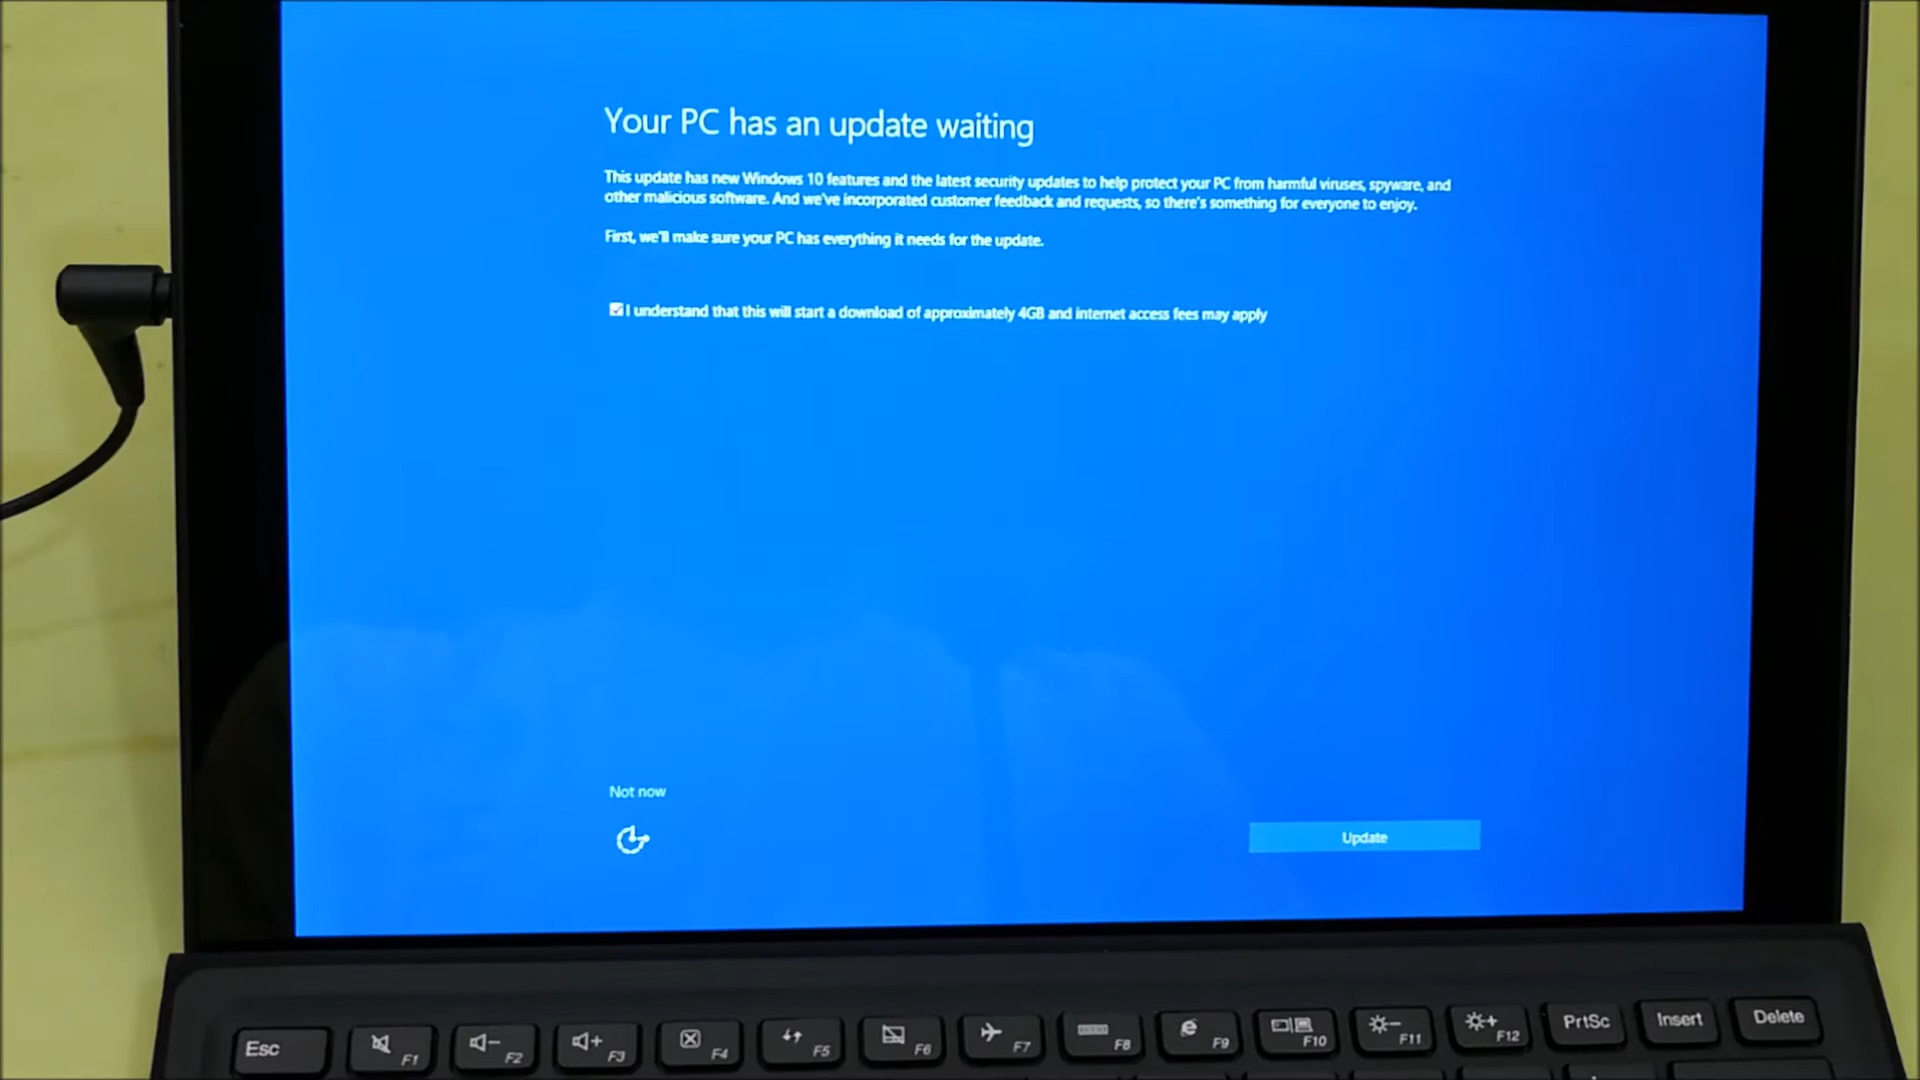 Your PC has an update waiting
This update has new Windows 10 features and the latest security updates to help protect your PC from harmful viruses, spyware, and
other malicious software. And we've incorporated customer feedback and requests, so there's something for everyone to enjoy.
First, we'll make sure your PC has everything it needs for the update.
I understand that this will start a download of approximately 4GB and internet access fees may apply
Not now
Update
Esc F1 F2 F3 F4 F5 F6 F7 F8 F9 F10 F11 F12 PrtSc Insert Delete